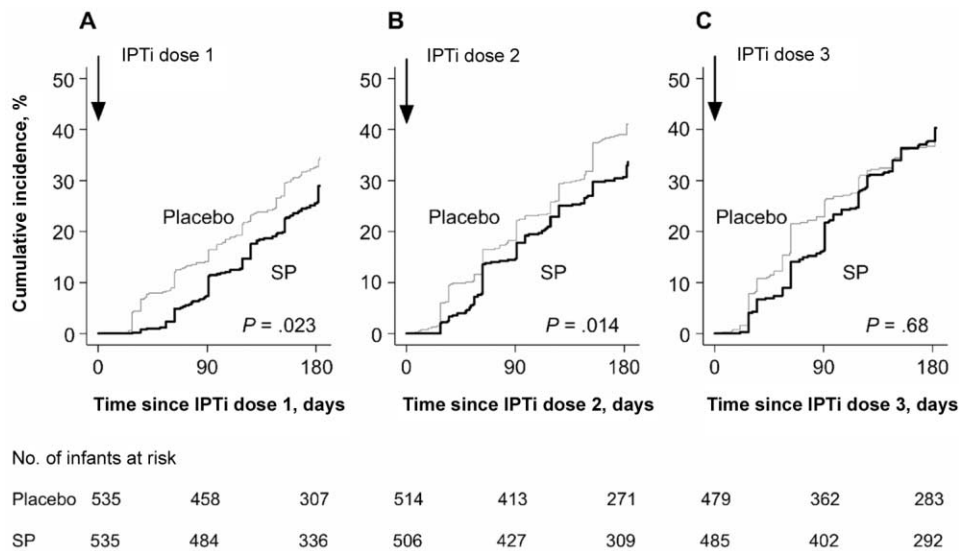 A
B
C
IPTi dose 1
IPTi dose 2
IPTi dose 3
Cumulative incidence, %
50
40
30
20
10
0
Placebo
SP
P = .023
0 90 180
Time since IPTi dose 1, days
50
40
30
20
10
0
Placebo
SP
P = .014
0 90 180
Time since IPTi dose 2, days
50
40
30
20
10
0
Placebo
SP
P = .68
0 90 180
Time since IPTi dose 3, days
No. of infants at risk
Placebo 535 458 307 514 413 271 479 362 283
SP 535 484 336 506 427 309 485 402 292